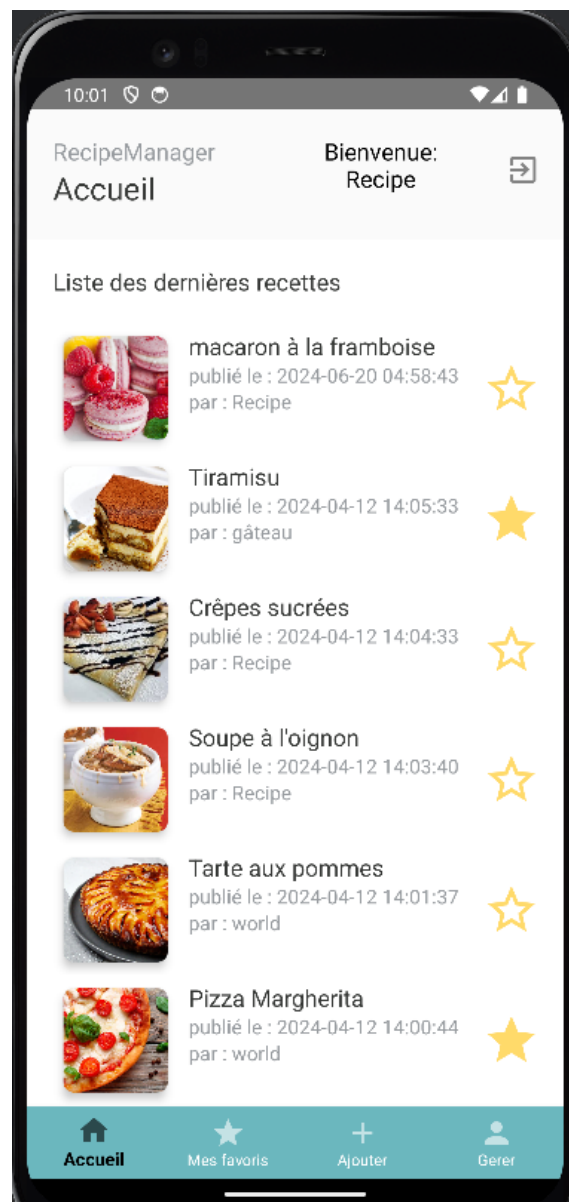 10:01
RecipeManager
Accueil
Bienvenue:
Recipe
Liste des dernières recettes
macaron à la framboise
publié le : 2024-06-20 04:58:43
par : Recipe
Tiramisu
publié le : 2024-04-12 14:05:33
par : gâteau
Crêpes sucrées
publié le : 2024-04-12 14:04:33
par : Recipe
Soupe à l'oignon
publié le : 2024-04-12 14:03:40
par : Recipe
Tarte aux pommes
publié le : 2024-04-12 14:01:37
par : world
Pizza Margherita
publié le : 2024-04-12 14:00:44
par : world
Accueil
Mes favoris
Ajouter
Gerer